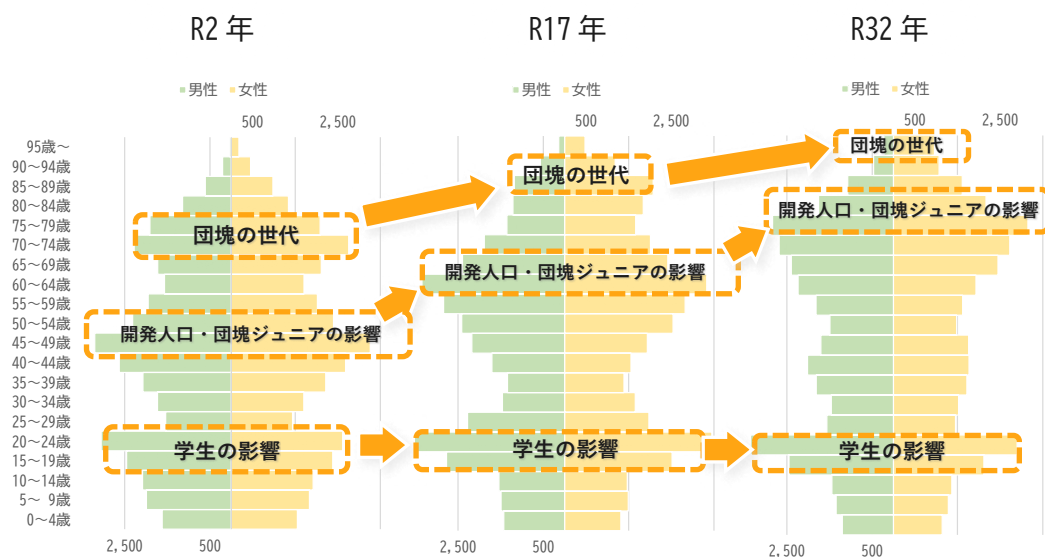 R2 年
R17 年
R32 年
男性 女性
男性 女性
男性 女性
500 2,500
500 2,500
500 2,500
95歳～
90～94歳
85～89歳
80～84歳
75～79歳
70～74歳
65～69歳
60～64歳
55～59歳
50～54歳
45～49歳
40～44歳
35～39歳
30～34歳
25～29歳
20～24歳
15～19歳
10～14歳
5～ 9歳
0～4歳
団塊の世代
開発人口・団塊ジュニアの影響
学生の影響
団塊の世代
開発人口・団塊ジュニアの影響
学生の影響
団塊の世代
開発人口・団塊ジュニアの影響
学生の影響
2,500 500
2,500 500
2,500 500